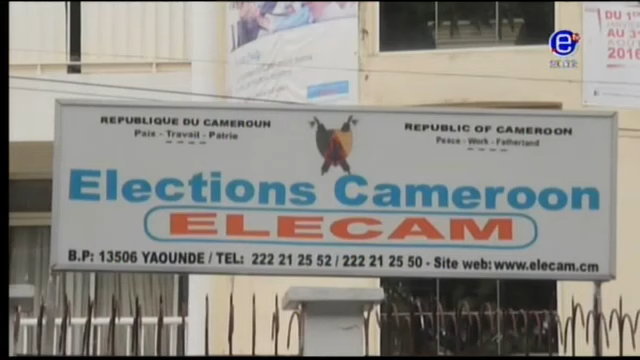 DU 1
AU 3
2016
e
REPUBLIQUE DU CAMEROUN
Paix - Travail - Patrie
REPUBLIC OF CAMEROON
Peace - Work - Fatherland
Elections Cameroon
ELECAM
B.P: 13506 YAOUNDE / TEL: 222 21 25 52 / 222 21 25 50 - Site web: www.elecam.cm